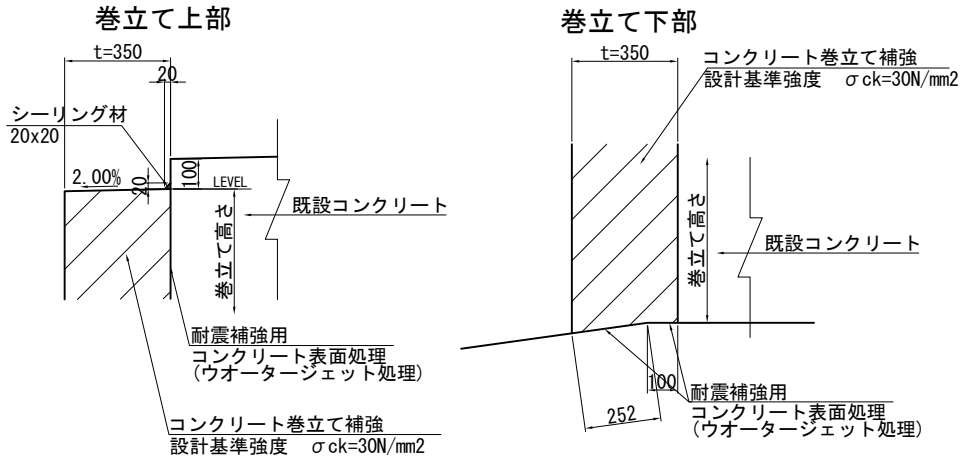 巻立て上部
t=350
20
シーリング材
20x20
2.00%
20
100
LEVEL
巻立て高さ
既設コンクリート
耐震補強用
コンクリート表面処理
(ウオータージェット処理)
コンクリート巻立て補強
設計基準強度 σck=30N/mm2
巻立て下部
t=350
コンクリート巻立て補強
設計基準強度 σck=30N/mm2
巻立て高さ
既設コンクリート
100
252
耐震補強用
コンクリート表面処理
(ウオータージェット処理)